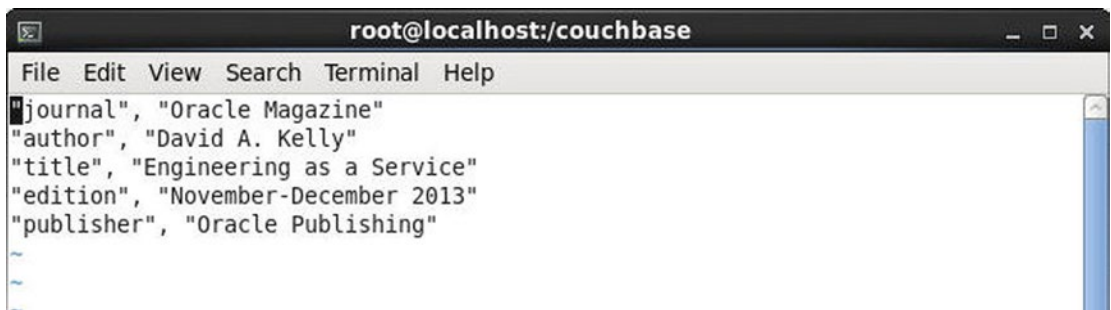 root@localhost:/couchbase
File Edit View Search Terminal Help
"journal", "Oracle Magazine"
"author", "David A. Kelly"
"title", "Engineering as a Service"
"edition", "November-December 2013"
"publisher", "Oracle Publishing"
~
~
~